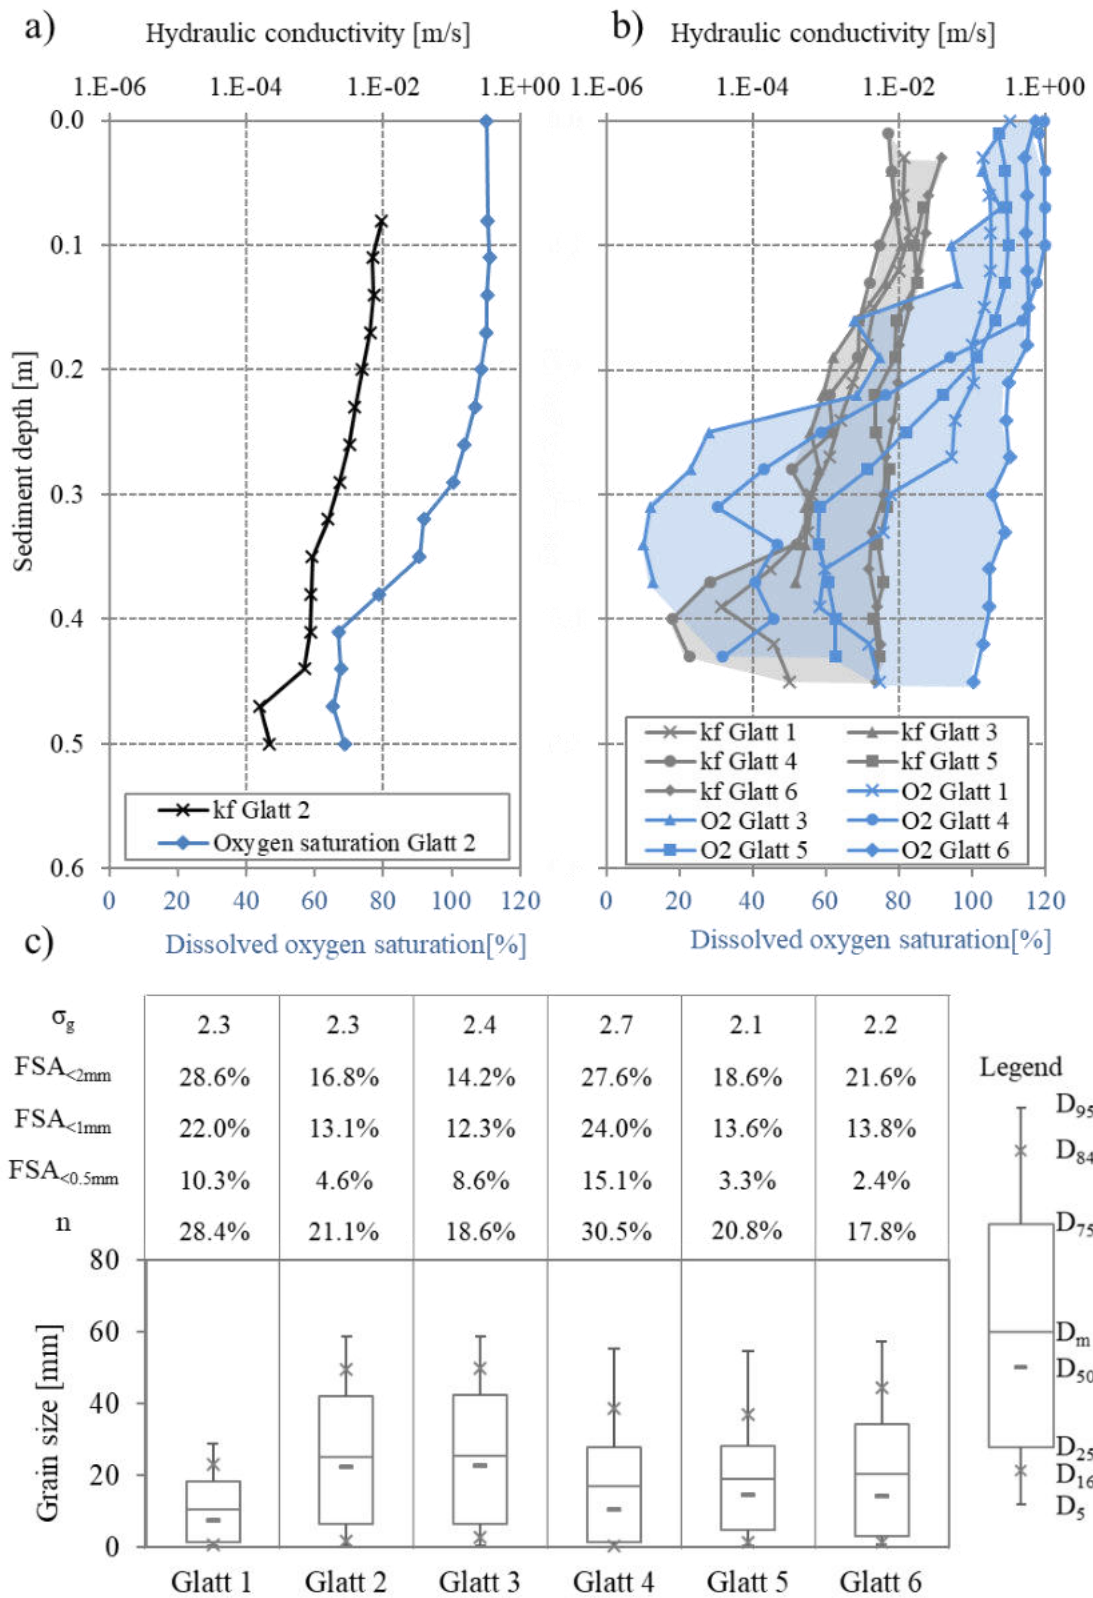 a)
Hydraulic conductivity [m/s]
1.E-06 1.E-04 1.E-02 1.E+00
0.0
0.1
0.2
0.3
0.4
0.5
0.6
Sediment depth [m]
kf Glatt 2
Oxygen saturation Glatt 2
0 20 40 60 80 100 120
Dissolved oxygen saturation[%]
b)
Hydraulic conductivity [m/s]
1.E-06 1.E-04 1.E-02 1.E+00
kf Glatt 1 kf Glatt 3
kf Glatt 4 kf Glatt 5
kf Glatt 6 O2 Glatt 1
O2 Glatt 3 O2 Glatt 4
O2 Glatt 5 O2 Glatt 6
0 20 40 60 80 100 120
Dissolved oxygen saturation[%]
c)
σg 2.3 2.3 2.4 2.7 2.1 2.2
FSA<2mm 28.6% 16.8% 14.2% 27.6% 18.6% 21.6%
FSA<1mm 22.0% 13.1% 12.3% 24.0% 13.6% 13.8%
FSA<0.5mm 10.3% 4.6% 8.6% 15.1% 3.3% 2.4%
n 28.4% 21.1% 18.6% 30.5% 20.8% 17.8%
80
60
40
20
0
Grain size [mm]
Glatt 1 Glatt 2 Glatt 3 Glatt 4 Glatt 5 Glatt 6
Legend
D95
D84
D75
Dm
D50
D25
D16
D5